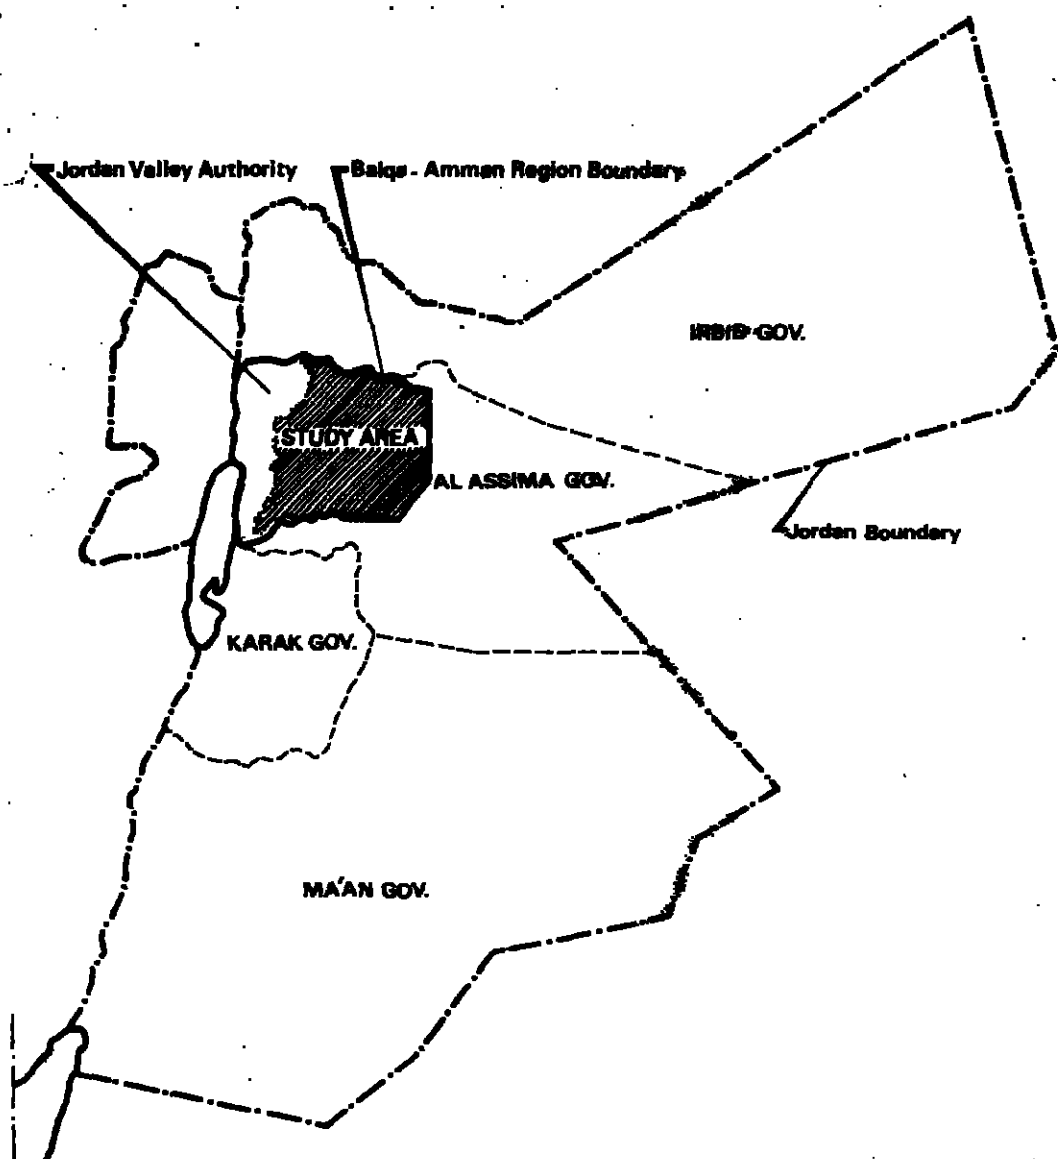 Jordan Valley Authority
Balqa - Amman Region Boundary
IRBID GOV.
STUDY AREA
AL ASSIMA GOV.
Jordan Boundary
KARAK GOV.
MA'AN GOV.